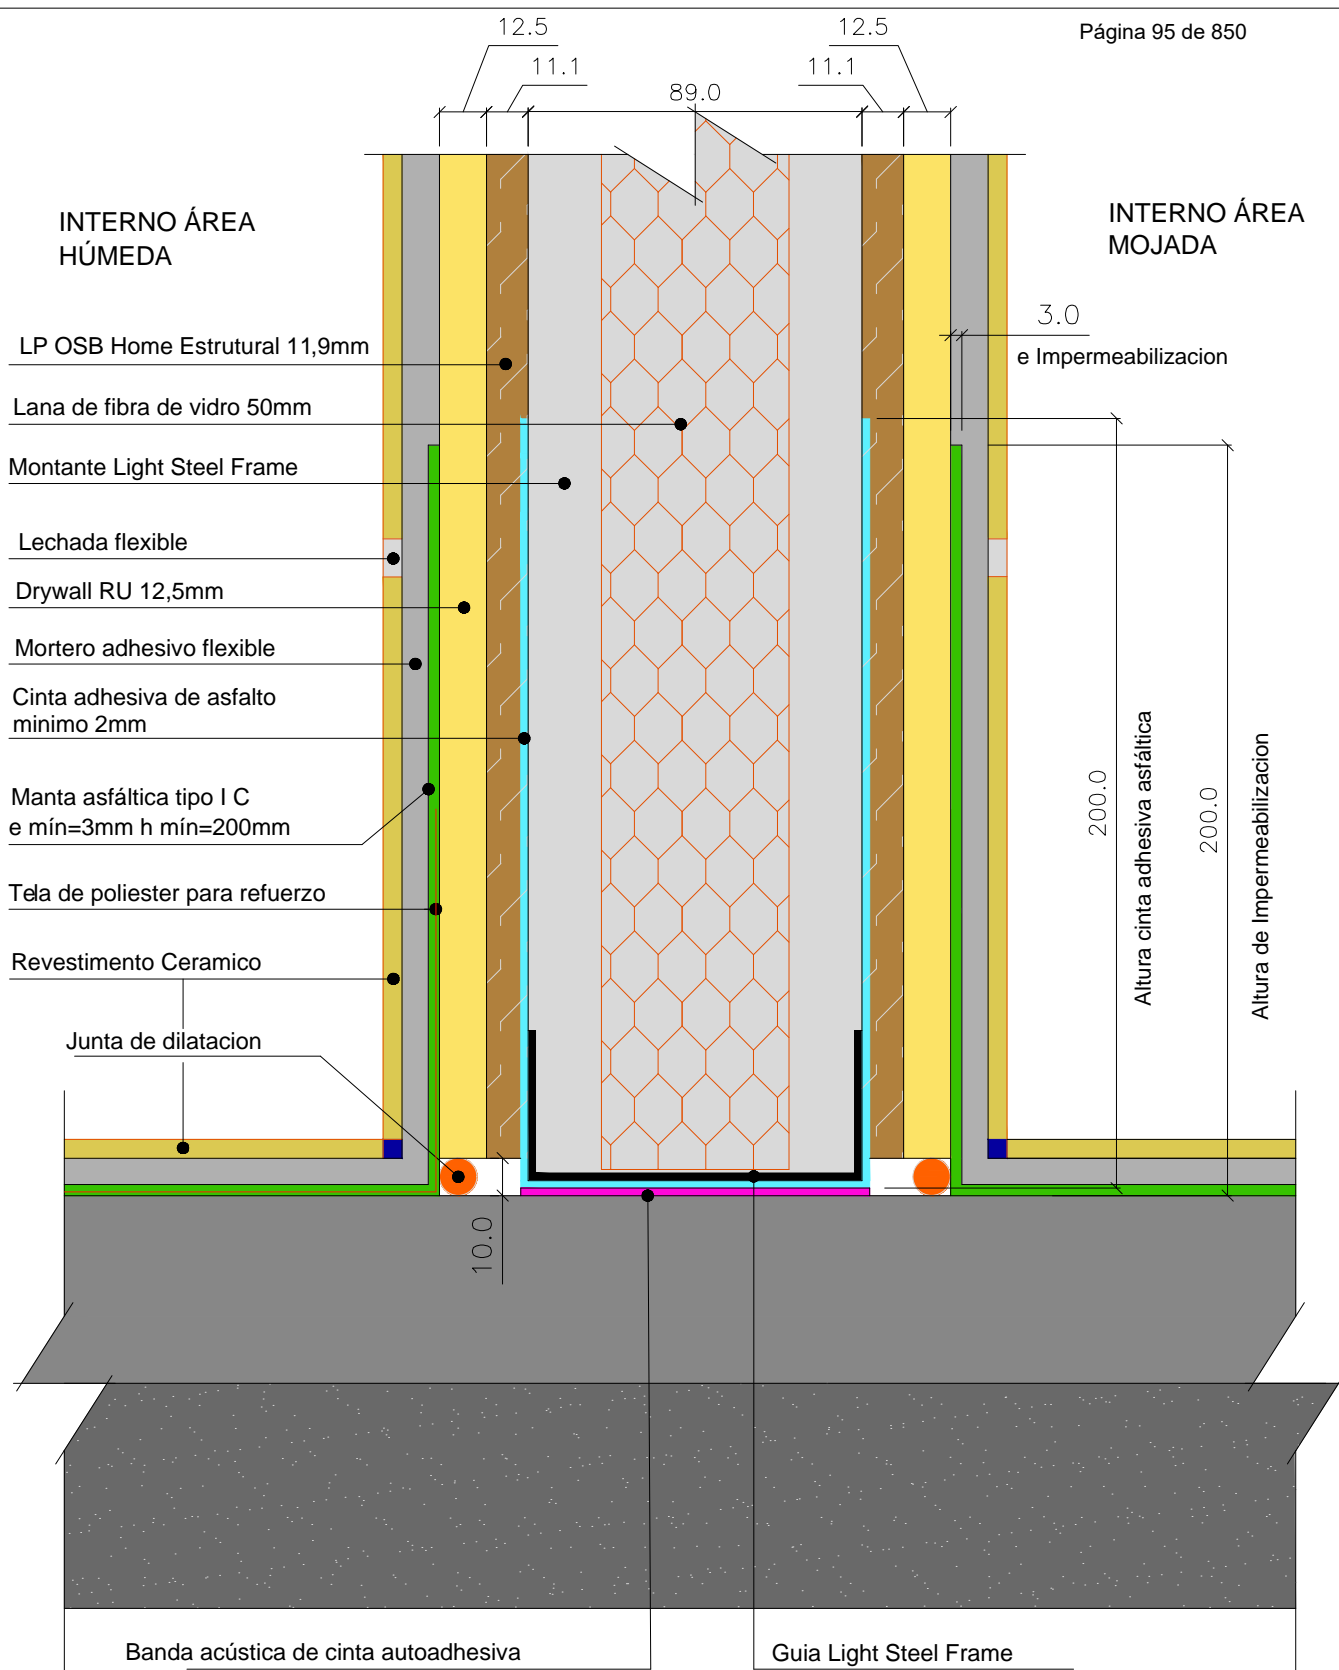 Página 95 de 850
12.5
12.5
11.1
11.1
89.0
INTERNO ÁREA
HÚMEDA
INTERNO ÁREA
MOJADA
3.0
e Impermeabilizacion
LP OSB Home Estrutural 11,9mm
Lana de fibra de vidro 50mm
Montante Light Steel Frame
Lechada flexible
Drywall RU 12,5mm
Mortero adhesivo flexible
Cinta adhesiva de asfalto
minimo 2mm
Manta asfáltica tipo I C
e mín=3mm h mín=200mm
Tela de poliester para refuerzo
Revestimento Ceramico
Junta de dilatacion
200.0
Altura cinta adhesiva asfáltica
200.0
Altura de Impermeabilizacion
10.0
Banda acústica de cinta autoadhesiva
Guia Light Steel Frame